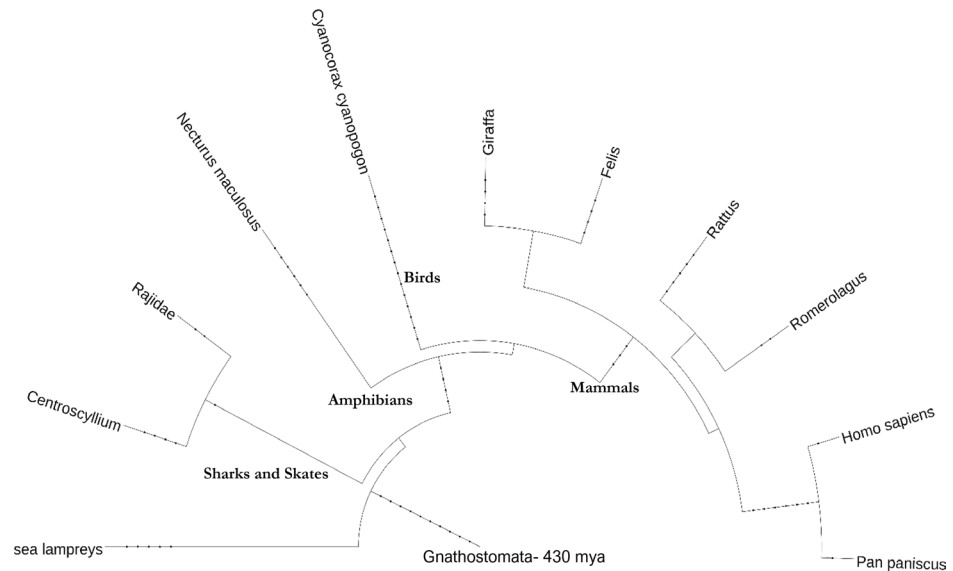 Cyanocorax cyanopogon
Necturus maculosus
Giraffa
Felis
Rattus
Birds
Rajidae
Romerolagus
Mammals
Amphibians
Centroscyllium
Homo sapiens
Sharks and Skates
sea lampreys
Gnathostomata- 430 mya
Pan paniscus